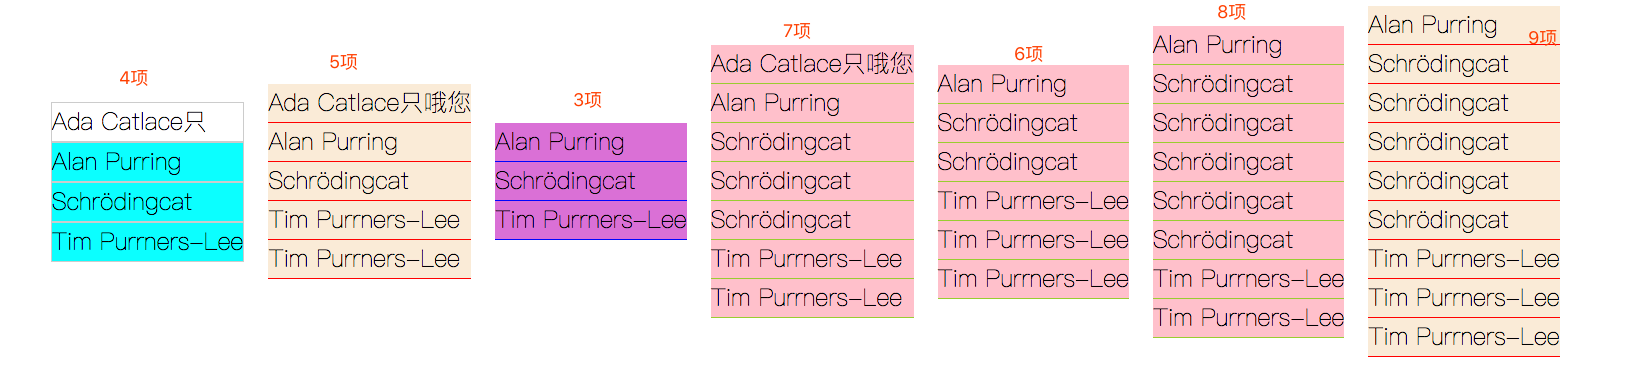 4项
Ada Catlace只
Alan Purring
Schrödingcat
Tim Purrners-Lee
5项
Ada Catlace只哦您
Alan Purring
Schrödingcat
Tim Purrners-Lee
Tim Purrners-Lee
3项
Alan Purring
Schrödingcat
Tim Purrners-Lee
7项
Ada Catlace只哦您
Alan Purring
Schrödingcat
Schrödingcat
Schrödingcat
Tim Purrners-Lee
Tim Purrners-Lee
6项
Alan Purring
Schrödingcat
Schrödingcat
Tim Purrners-Lee
Tim Purrners-Lee
Tim Purrners-Lee
8项
Alan Purring
Schrödingcat
Schrödingcat
Schrödingcat
Schrödingcat
Schrödingcat
Tim Purrners-Lee
Tim Purrners-Lee
9项
Alan Purring
Schrödingcat
Schrödingcat
Schrödingcat
Schrödingcat
Schrödingcat
Tim Purrners-Lee
Tim Purrners-Lee
Tim Purrners-Lee